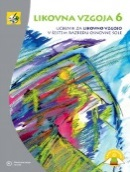 LIKOVNA VZGOJA 6
UČBENIK ZA LIKOVNO VZGOJO
V ŠESTEM RAZREDU OSNOVNE ŠOLE